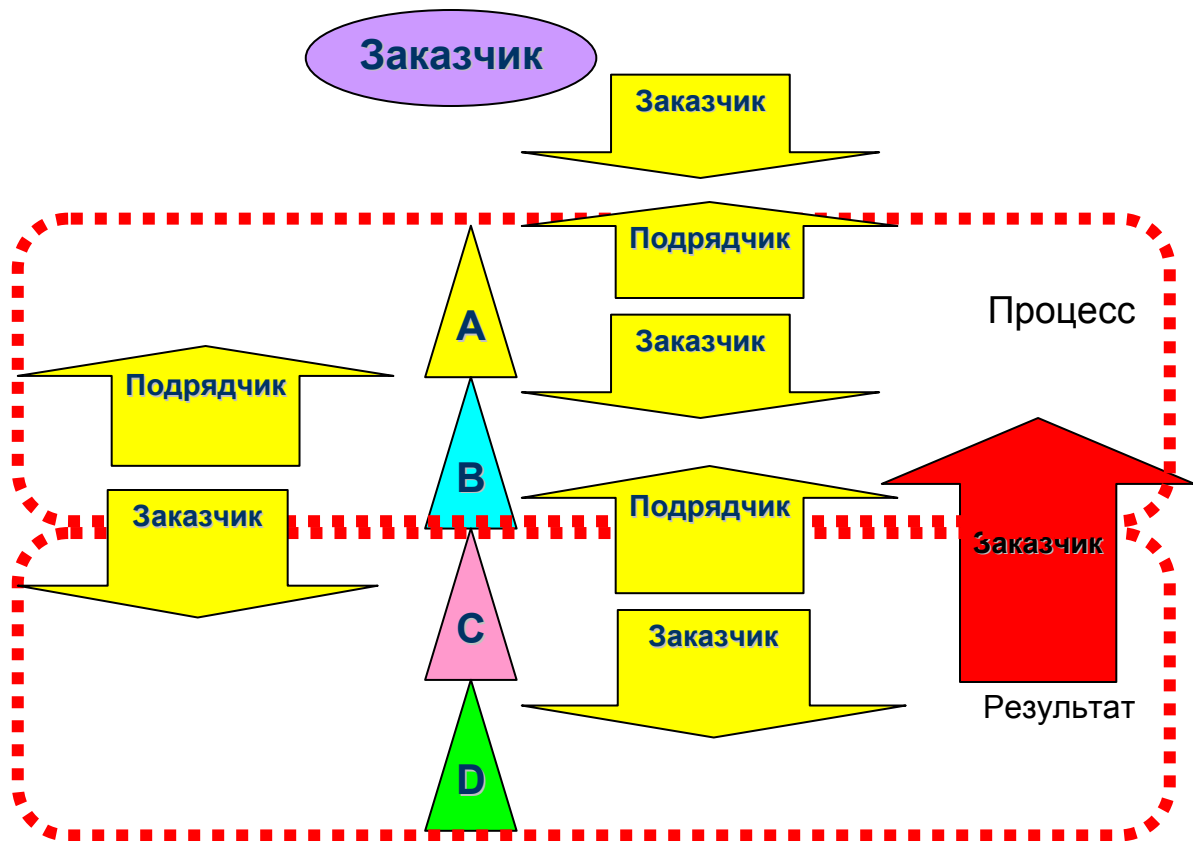 Заказчик
Заказчик
Подрядчик
Процесс
A
Заказчик
Подрядчик
B
Подрядчик
Заказчик
Заказчик
C
Заказчик
Результат
D